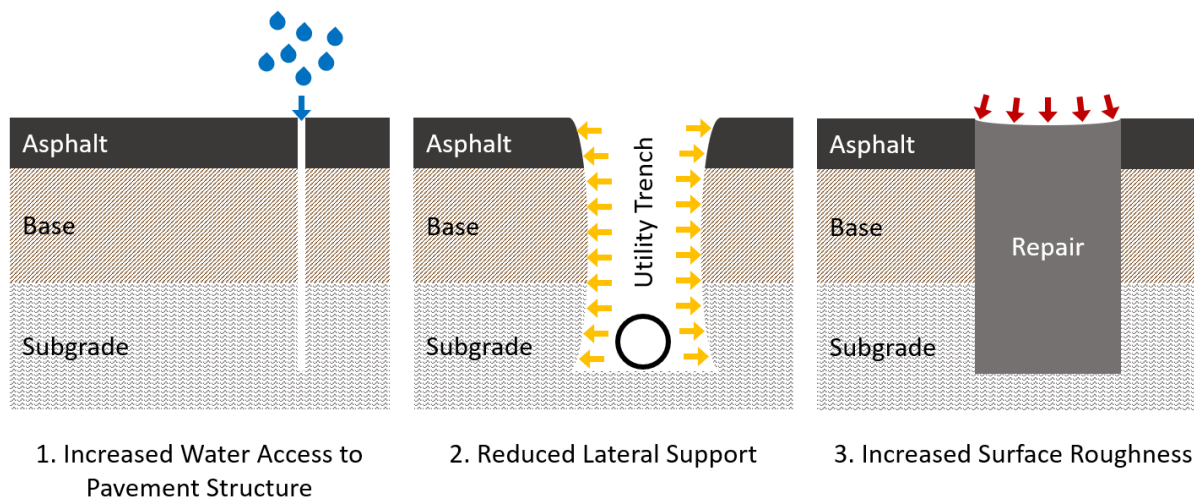 Asphalt
Base
Subgrade
1. Increased Water Access to
Pavement Structure
Asphalt
Base
Subgrade
Utility Trench
2. Reduced Lateral Support
Asphalt
Base
Subgrade
Repair
3. Increased Surface Roughness